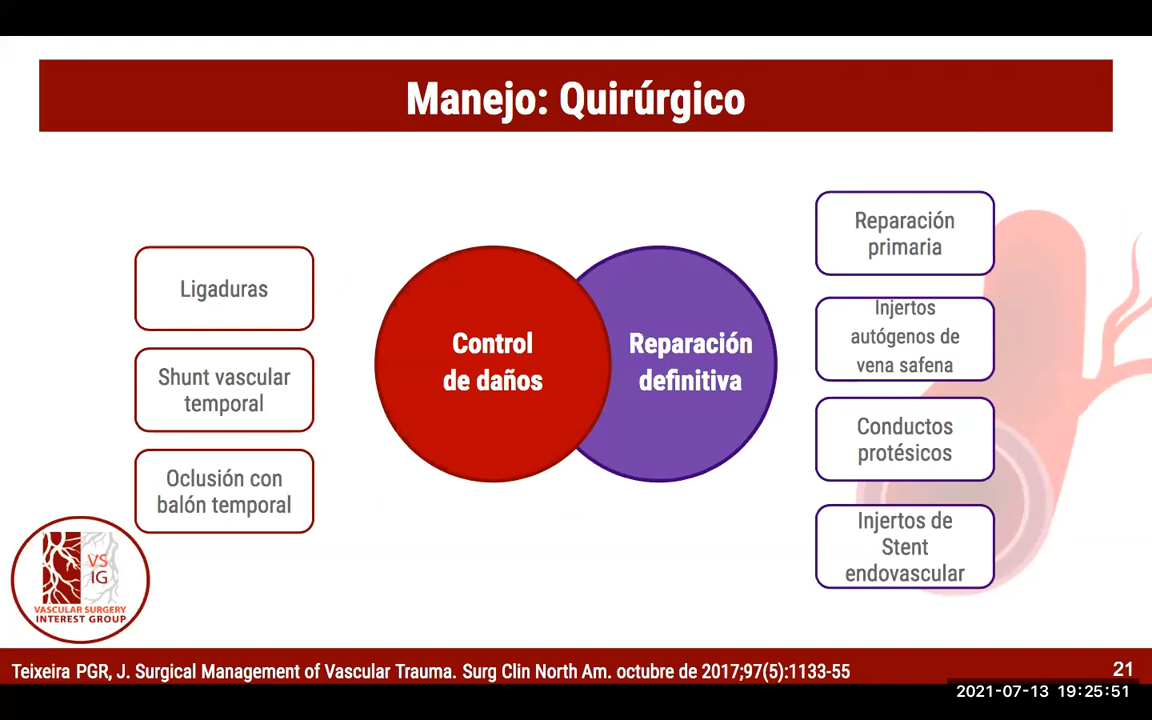 Manejo: Quirúrgico
Ligaduras
Shunt vascular
temporal
Oclusión con
balón temporal
Control
de daños
Reparación
definitiva
Reparación
primaria
Injertos
autógenos de
vena safena
Conductos
protésicos
Injertos de
Stent
endovascular
VS
IG
VASCULAR SURGERY
INTEREST GROUP
Teixeira PGR, J. Surgical Management of Vascular Trauma. Surg Clin North Am. octubre de 2017;97(5):1133-55
21
2021-07-13 19:25:51